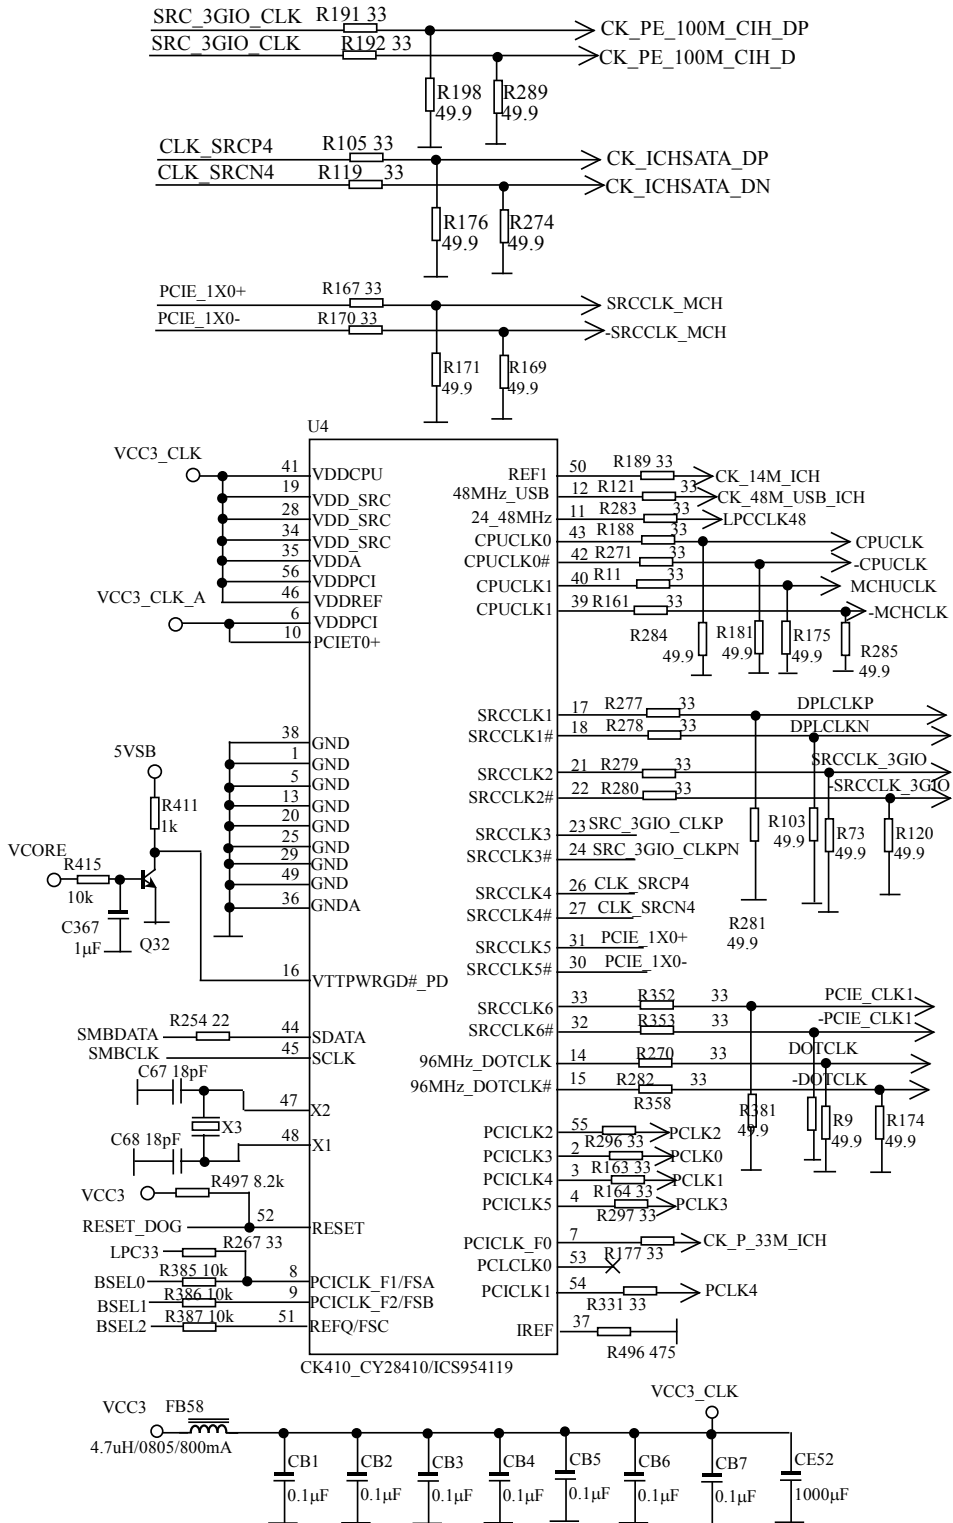 SRC_3GIO_CLK R191 33 CK_PE_100M_CIH_DP
SRC_3GIO_CLK R192 33 CK_PE_100M_CIH_D
R198 R289
49.9 49.9
CLK_SRCP4 R105 33 CK_ICHSATA_DP
CLK_SRCN4 R119 33 CK_ICHSATA_DN
R176 R274
49.9 49.9
PCIE_1X0+ R167 33 SRCCLK_MCH
PCIE_1X0- R170 33 -SRCCLK_MCH
R171 R169
49.9 49.9
U4
VCC3_CLK 41 VDDCPU REF1 50 R189 33 CK_14M_ICH
19 VDD_SRC 48MHz_USB 12 R121 33 CK_48M_USB_ICH
28 VDD_SRC 24_48MHz 11 R283 33 LPCCLK48
34 VDD_SRC CPUCLK0 43 R188 33 CPUCLK
35 VDDA CPUCLK0# 42 R271 33 -CPUCLK
56 VDDPCI CPUCLK1 40 R11 33 MCHUCLK
VCC3_CLK_A 46 VDDREF CPUCLK1 39 R161 33 -MCHCLK
6 VDDPCI
10 PCIET0+
R284 R181 R175 R285
49.9 49.9 49.9 49.9
SRCCLK1 17 R277 33 DPLCLKP
38 GND SRCCLK1# 18 R278 33 DPLCLKN
1 GND SRCCLK2 21 R279 33 SRCCLK_3GIO
5VSB 5 GND SRCCLK2# 22 R280 33 -SRCCLK_3GIO
R411 13 GND
1k 20 GND SRCCLK3 23 SRC_3GIO_CLKP R103 R73 R120
49.9 49.9 49.9
VCORE R415 25 GND
29 GND SRCCLK3# 24 SRC_3GIO_CLKPN
10k 49 GND SRCCLK4 26 CLK_SRCP4
36 GNDA SRCCLK4# 27 CLK_SRCN4
C367 R281
1μF Q32 SRCCLK5 31 PCIE_1X0+ 49.9
SRCCLK5# 30 PCIE_1X0-
16 VTTPWRGD#_PD
SRCCLK6 33 R352 33 PCIE_CLK1
SMBDATA R254 22 44 SDATA SRCCLK6# 32 R353 33 -PCIE_CLK1
SMBCLK 45 SCLK 96MHz_DOTCLK 14 R270 33 DOTCLK
C67 18pF 96MHz_DOTCLK# 15 R282 33 -DOTCLK
R358
47 X2 R381 R9 R174
49.9 49.9 49.9
X3 PCICLK2 55 R296 33 PCLK2
C68 18pF 48 X1 PCICLK3 2 R163 33 PCLK0
PCICLK4 3 R164 33 PCLK1
VCC3 R497 8.2k PCICLK5 4 R297 33 PCLK3
RESET_DOG 52 RESET PCICLK_F0 7 R177 33 CK_P_33M_ICH
LPC33 R267 33 PCLCLK0 53
BSEL0 R385 10k 8 PCICLK_F1/FSA PCICLK1 54 R331 33 PCLK4
BSEL1 R386 10k 9 PCICLK_F2/FSB
BSEL2 R387 10k 51 REFQ/FSC IREF 37 R496 475
CK410_CY28410/ICS954119
VCC3 FB58 VCC3_CLK
4.7uH/0805/800mA
CB1 CB2 CB3 CB4 CB5 CB6 CB7 CE52
0.1μF 0.1μF 0.1μF 0.1μF 0.1μF 0.1μF 0.1μF 1000μF